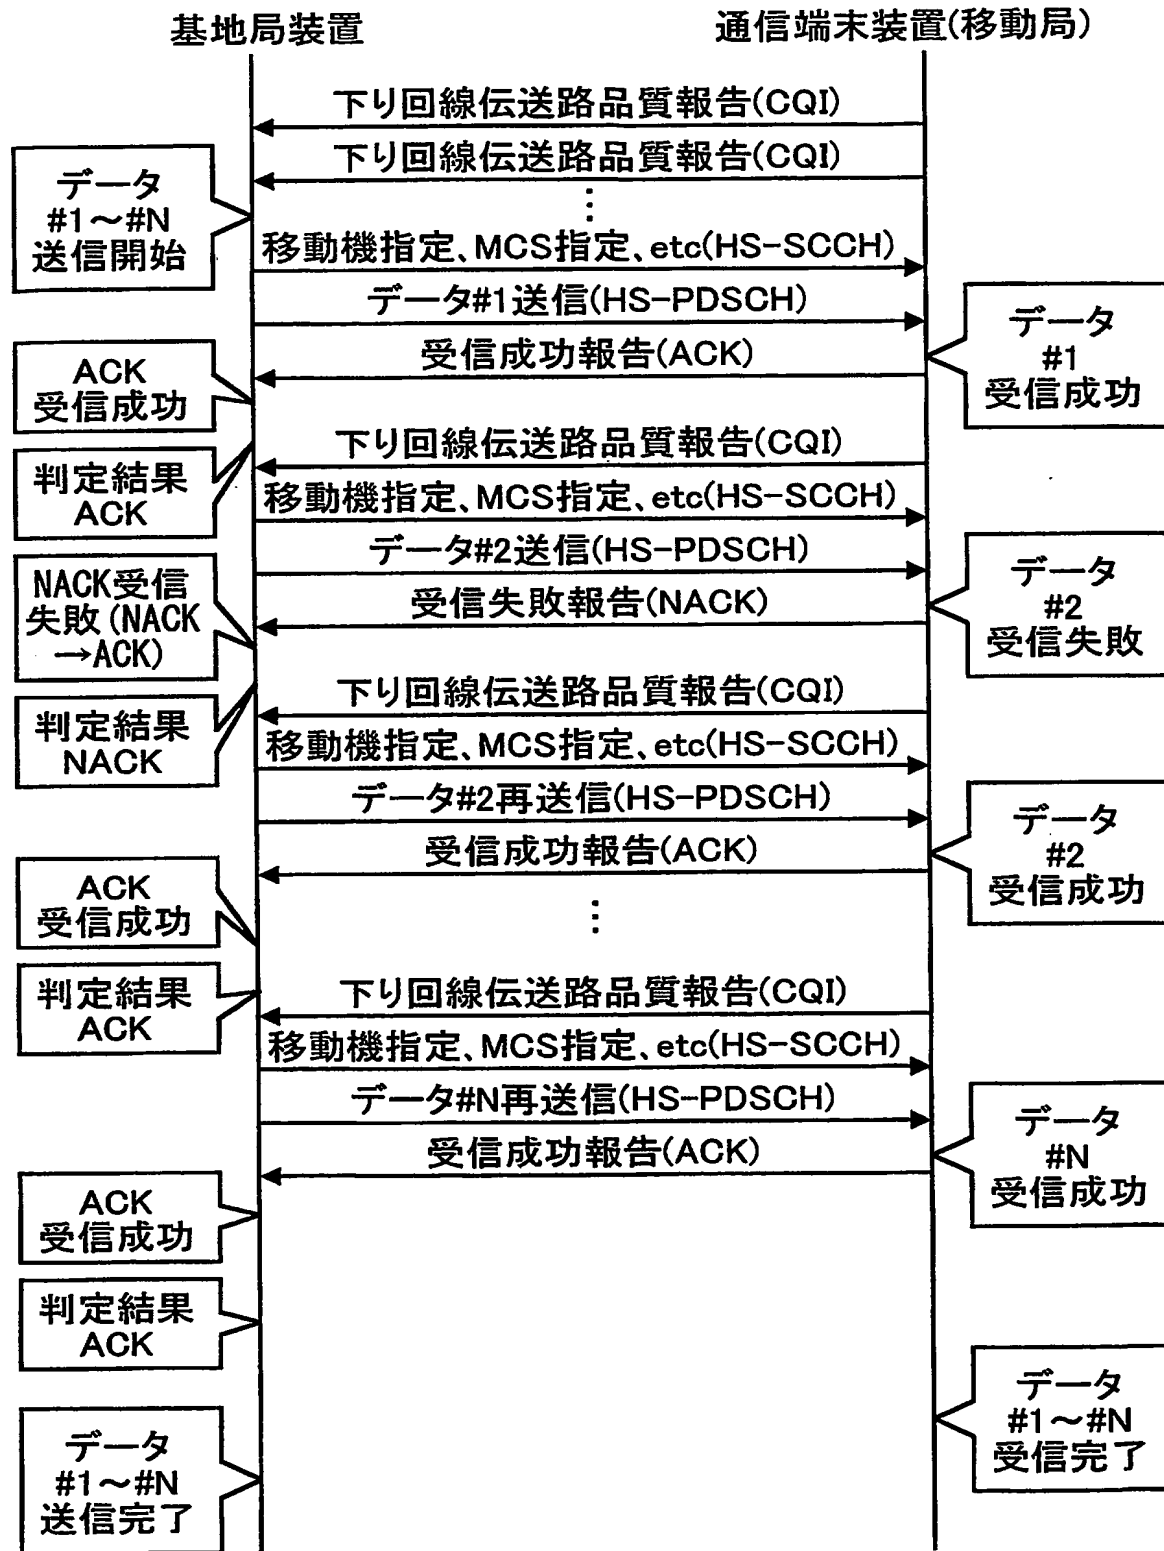 基地局装置
通信端末装置(移動局)
下り回線伝送路品質報告(CQI)
下り回線伝送路品質報告(CQI)
データ
#1～#N
送信開始
移動機指定、MCS指定、etc(HS-SCCH)
データ#1送信(HS-PDSCH)
データ
#1
受信成功
受信成功報告(ACK)
ACK
受信成功
下り回線伝送路品質報告(CQI)
判定結果
ACK
移動機指定、MCS指定、etc(HS-SCCH)
データ#2送信(HS-PDSCH)
データ
#2
受信失敗
NACK受信
失敗(NACK
→ACK)
受信失敗報告(NACK)
下り回線伝送路品質報告(CQI)
判定結果
NACK
移動機指定、MCS指定、etc(HS-SCCH)
データ#2再送信(HS-PDSCH)
データ
#2
受信成功
受信成功報告(ACK)
ACK
受信成功
下り回線伝送路品質報告(CQI)
判定結果
ACK
移動機指定、MCS指定、etc(HS-SCCH)
データ#N再送信(HS-PDSCH)
データ
#N
受信成功
受信成功報告(ACK)
ACK
受信成功
判定結果
ACK
データ
#1～#N
受信完了
データ
#1～#N
送信完了